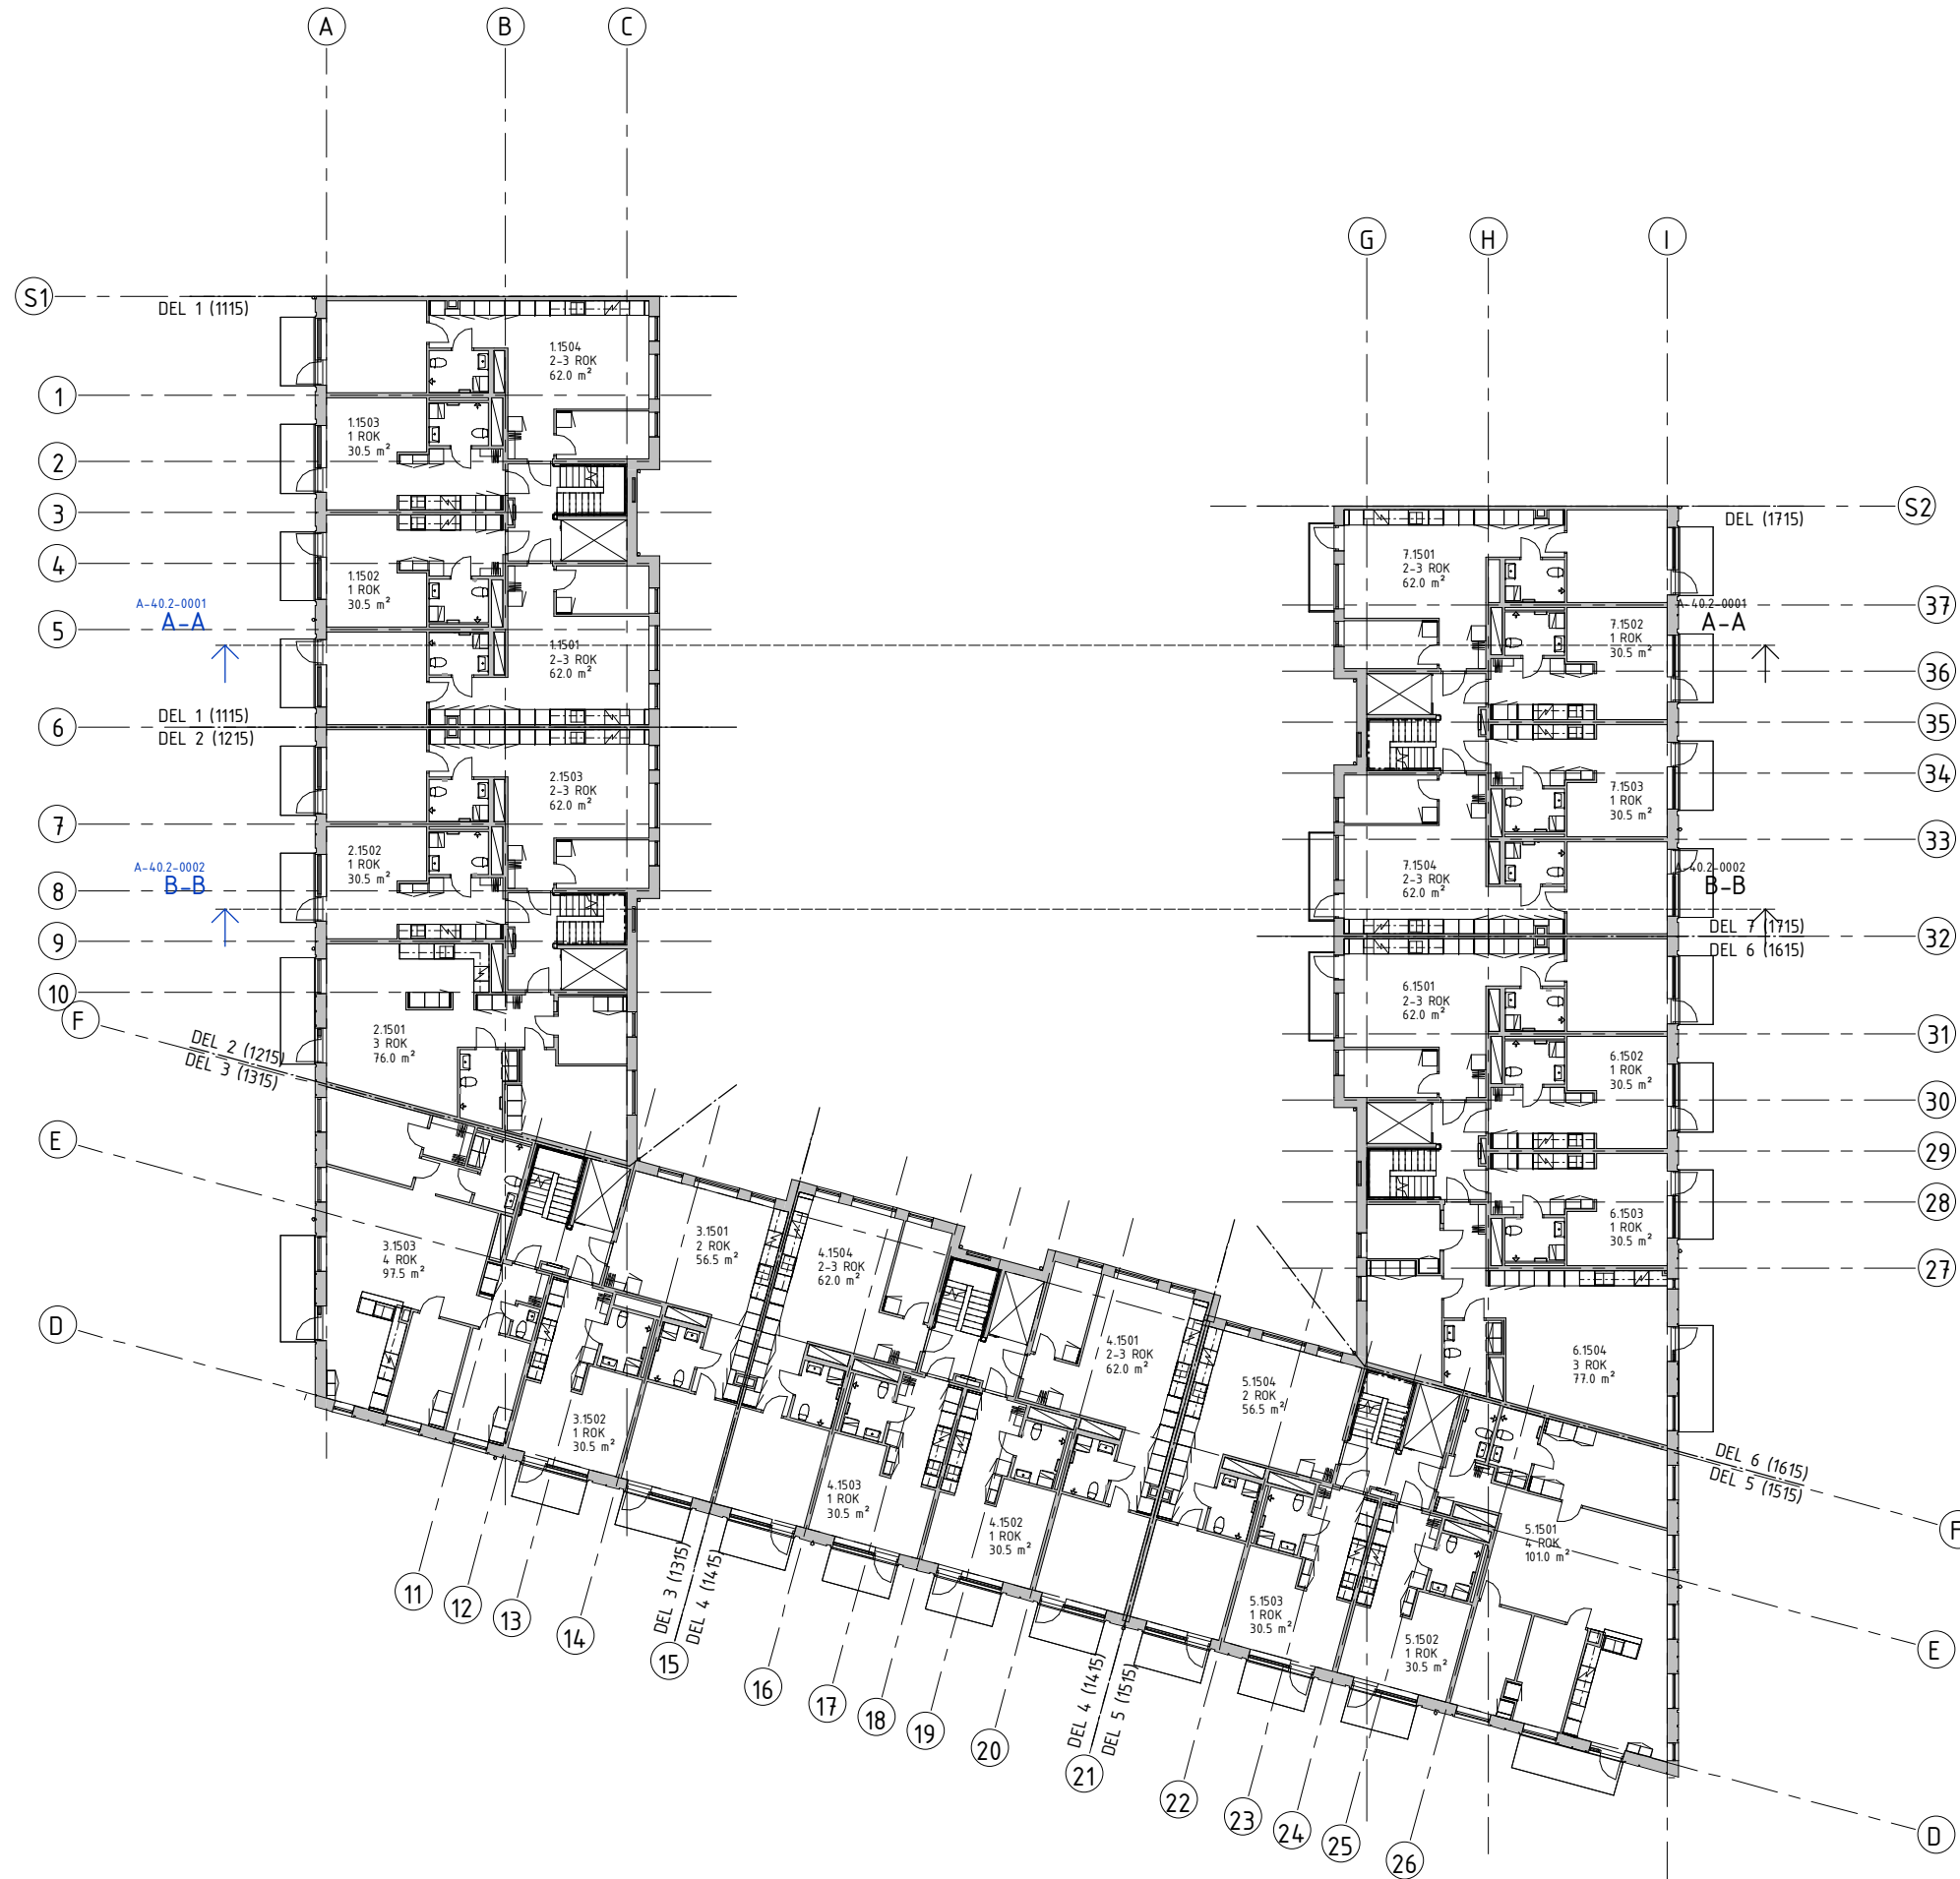 A
B
C
G
H
I
S1
DEL 1 (1115)
S2
DEL (1715)
1.1504
2-3 ROK
62.0 m²
1
1.1503
1 ROK
30.5 m²
2
3
4
1.1502
1 ROK
30.5 m²
A-40.2-0001
A-A
5
1.1501
2-3 ROK
62.0 m²
DEL 1 (1115)
6
DEL 2 (1215)
2.1503
2-3 ROK
62.0 m²
7
2.1502
1 ROK
30.5 m²
A-40.2-0002
B-B
8
9
10
F
DEL 2 (1215)
DEL 3 (1315)
2.1501
3 ROK
76.0 m²
E
D
7.1501
2-3 ROK
62.0 m²
37
A-40.2-0001
A-A
7.1502
1 ROK
30.5 m²
36
35
34
7.1503
1 ROK
30.5 m²
33
A-40.2-0002
B-B
7.1504
2-3 ROK
62.0 m²
DEL 7 (1715)
32
DEL 6 (1615)
6.1501
2-3 ROK
62.0 m²
31
6.1502
1 ROK
30.5 m²
30
29
28
6.1503
1 ROK
30.5 m²
27
6.1504
3 ROK
77.0 m²
DEL 6 (1615)
DEL 5 (1515)
F
E
D
3.1503
4 ROK
97.5 m²
3.1501
2 ROK
56.5 m²
4.1504
2-3 ROK
62.0 m²
3.1502
1 ROK
30.5 m²
4.1503
1 ROK
30.5 m²
4.1502
1 ROK
30.5 m²
4.1501
2-3 ROK
62.0 m²
5.1504
2 ROK
56.5 m²
5.1503
1 ROK
30.5 m²
5.1502
1 ROK
30.5 m²
5.1501
4 ROK
101.0 m²
11
12
13
14
DEL 3 (1315)
DEL 4 (1415)
15
16
17
18
19
20
DEL 4 (1415)
DEL 5 (1515)
21
22
23
24
25
26